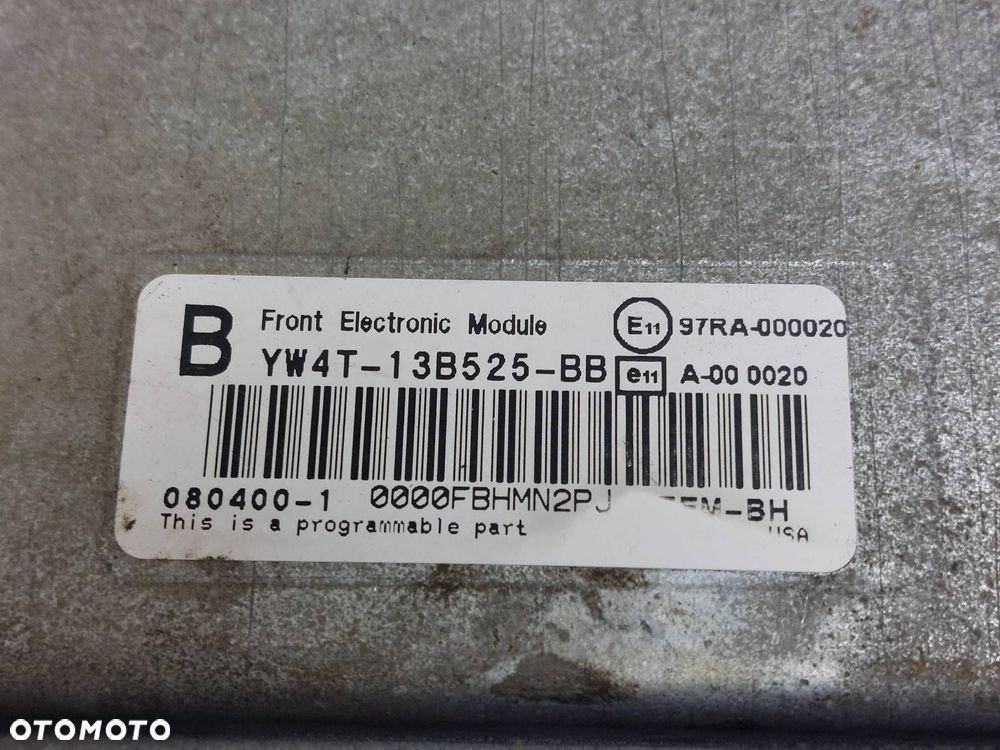 B Front Electronic Module E11 97RA-000020
YW4T-13B525-BB e11 A-00 0020
080400-1 0000FBHMN2PJ
This is a programmable part USA
OTOMOTO